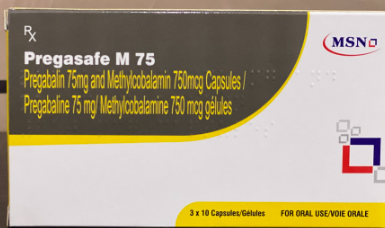 Rx
Pregasafe M 75
Pregabalin 75mg and Methylcobalamin 750mcg Capsules /
Pregabaline 75 mg/ Methylcobalamine 750 mcg gélules
MSN
3 x 10 Capsules/Gélules
FOR ORAL USE/VOIE ORALE